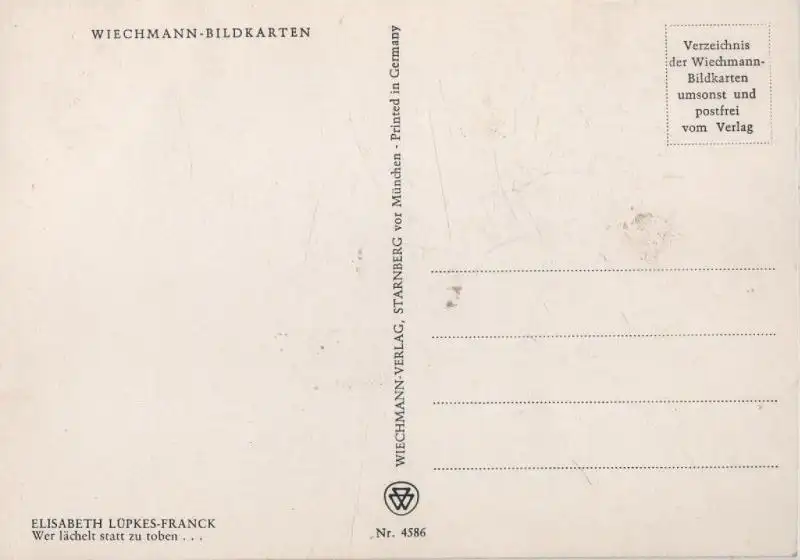 WIECHMANN-BILDKARTEN
Verzeichnis
der Wiechmann-
Bildkarten
umsonst und
postfrei
vom Verlag
WIECHMANN-VERLAG, STARNBERG vor München - Printed in Germany
ELISABETH LÜPKES-FRANCK
Wer lächelt statt zu toben . . .
Nr. 4586